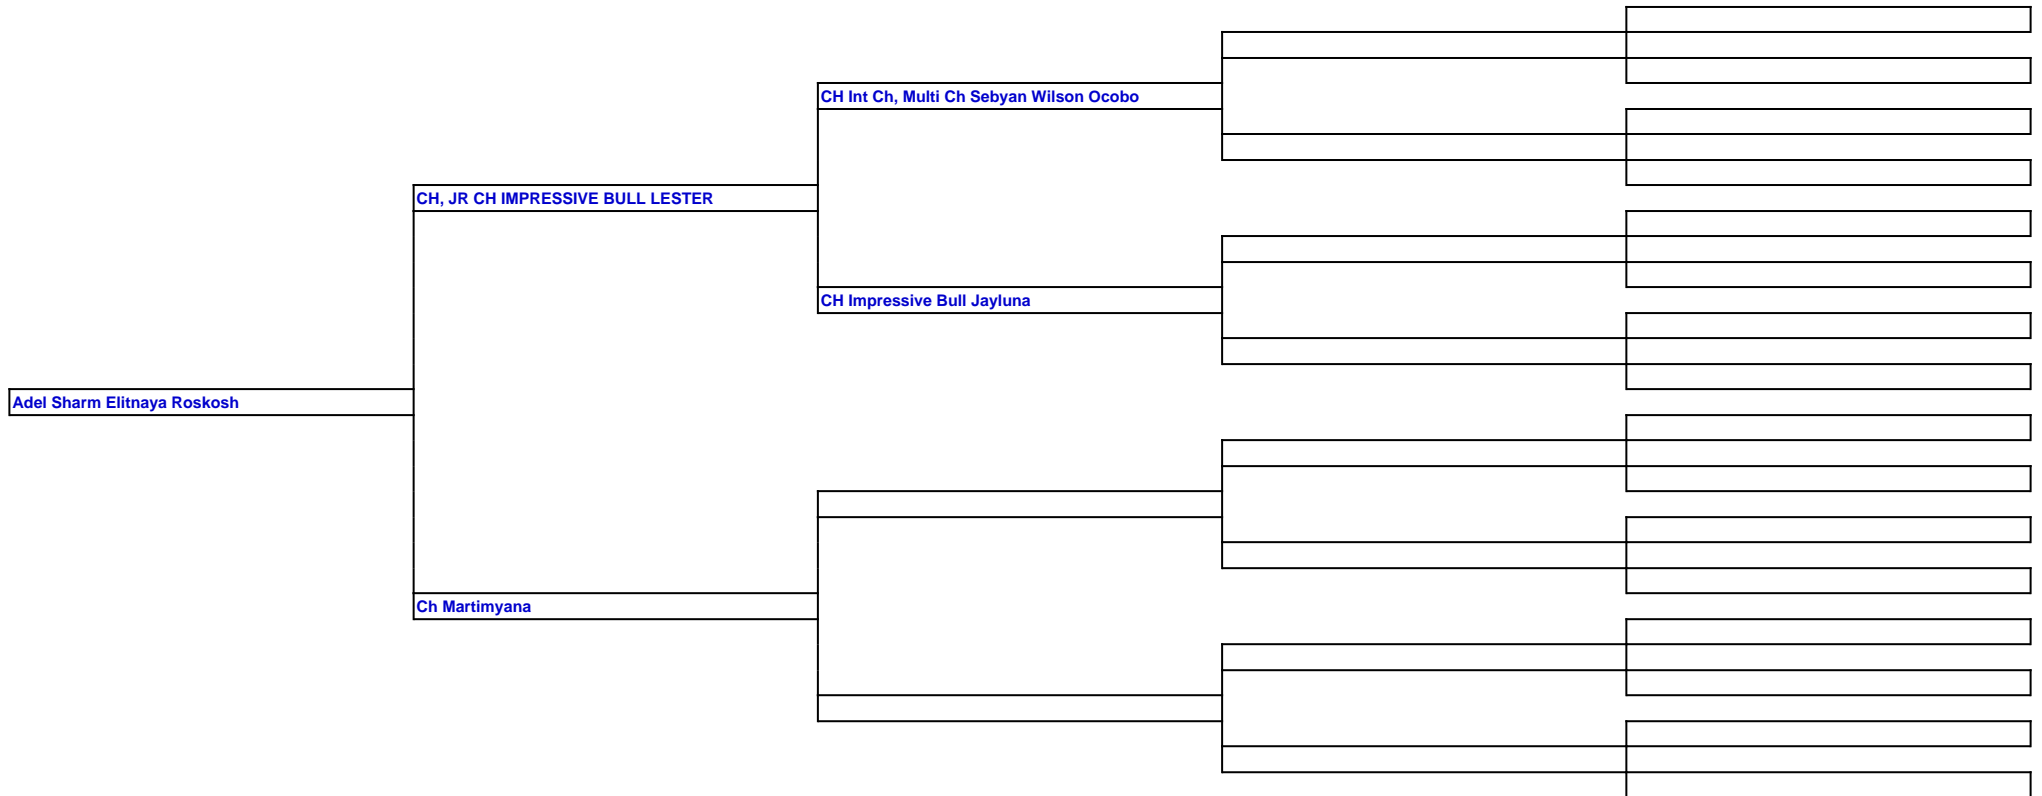 CH Int Ch, Multi Ch Sebyan Wilson Ocobo
CH, JR CH IMPRESSIVE BULL LESTER
CH Impressive Bull Jayluna
Adel Sharm Elitnaya Roskosh
Ch Martimyana